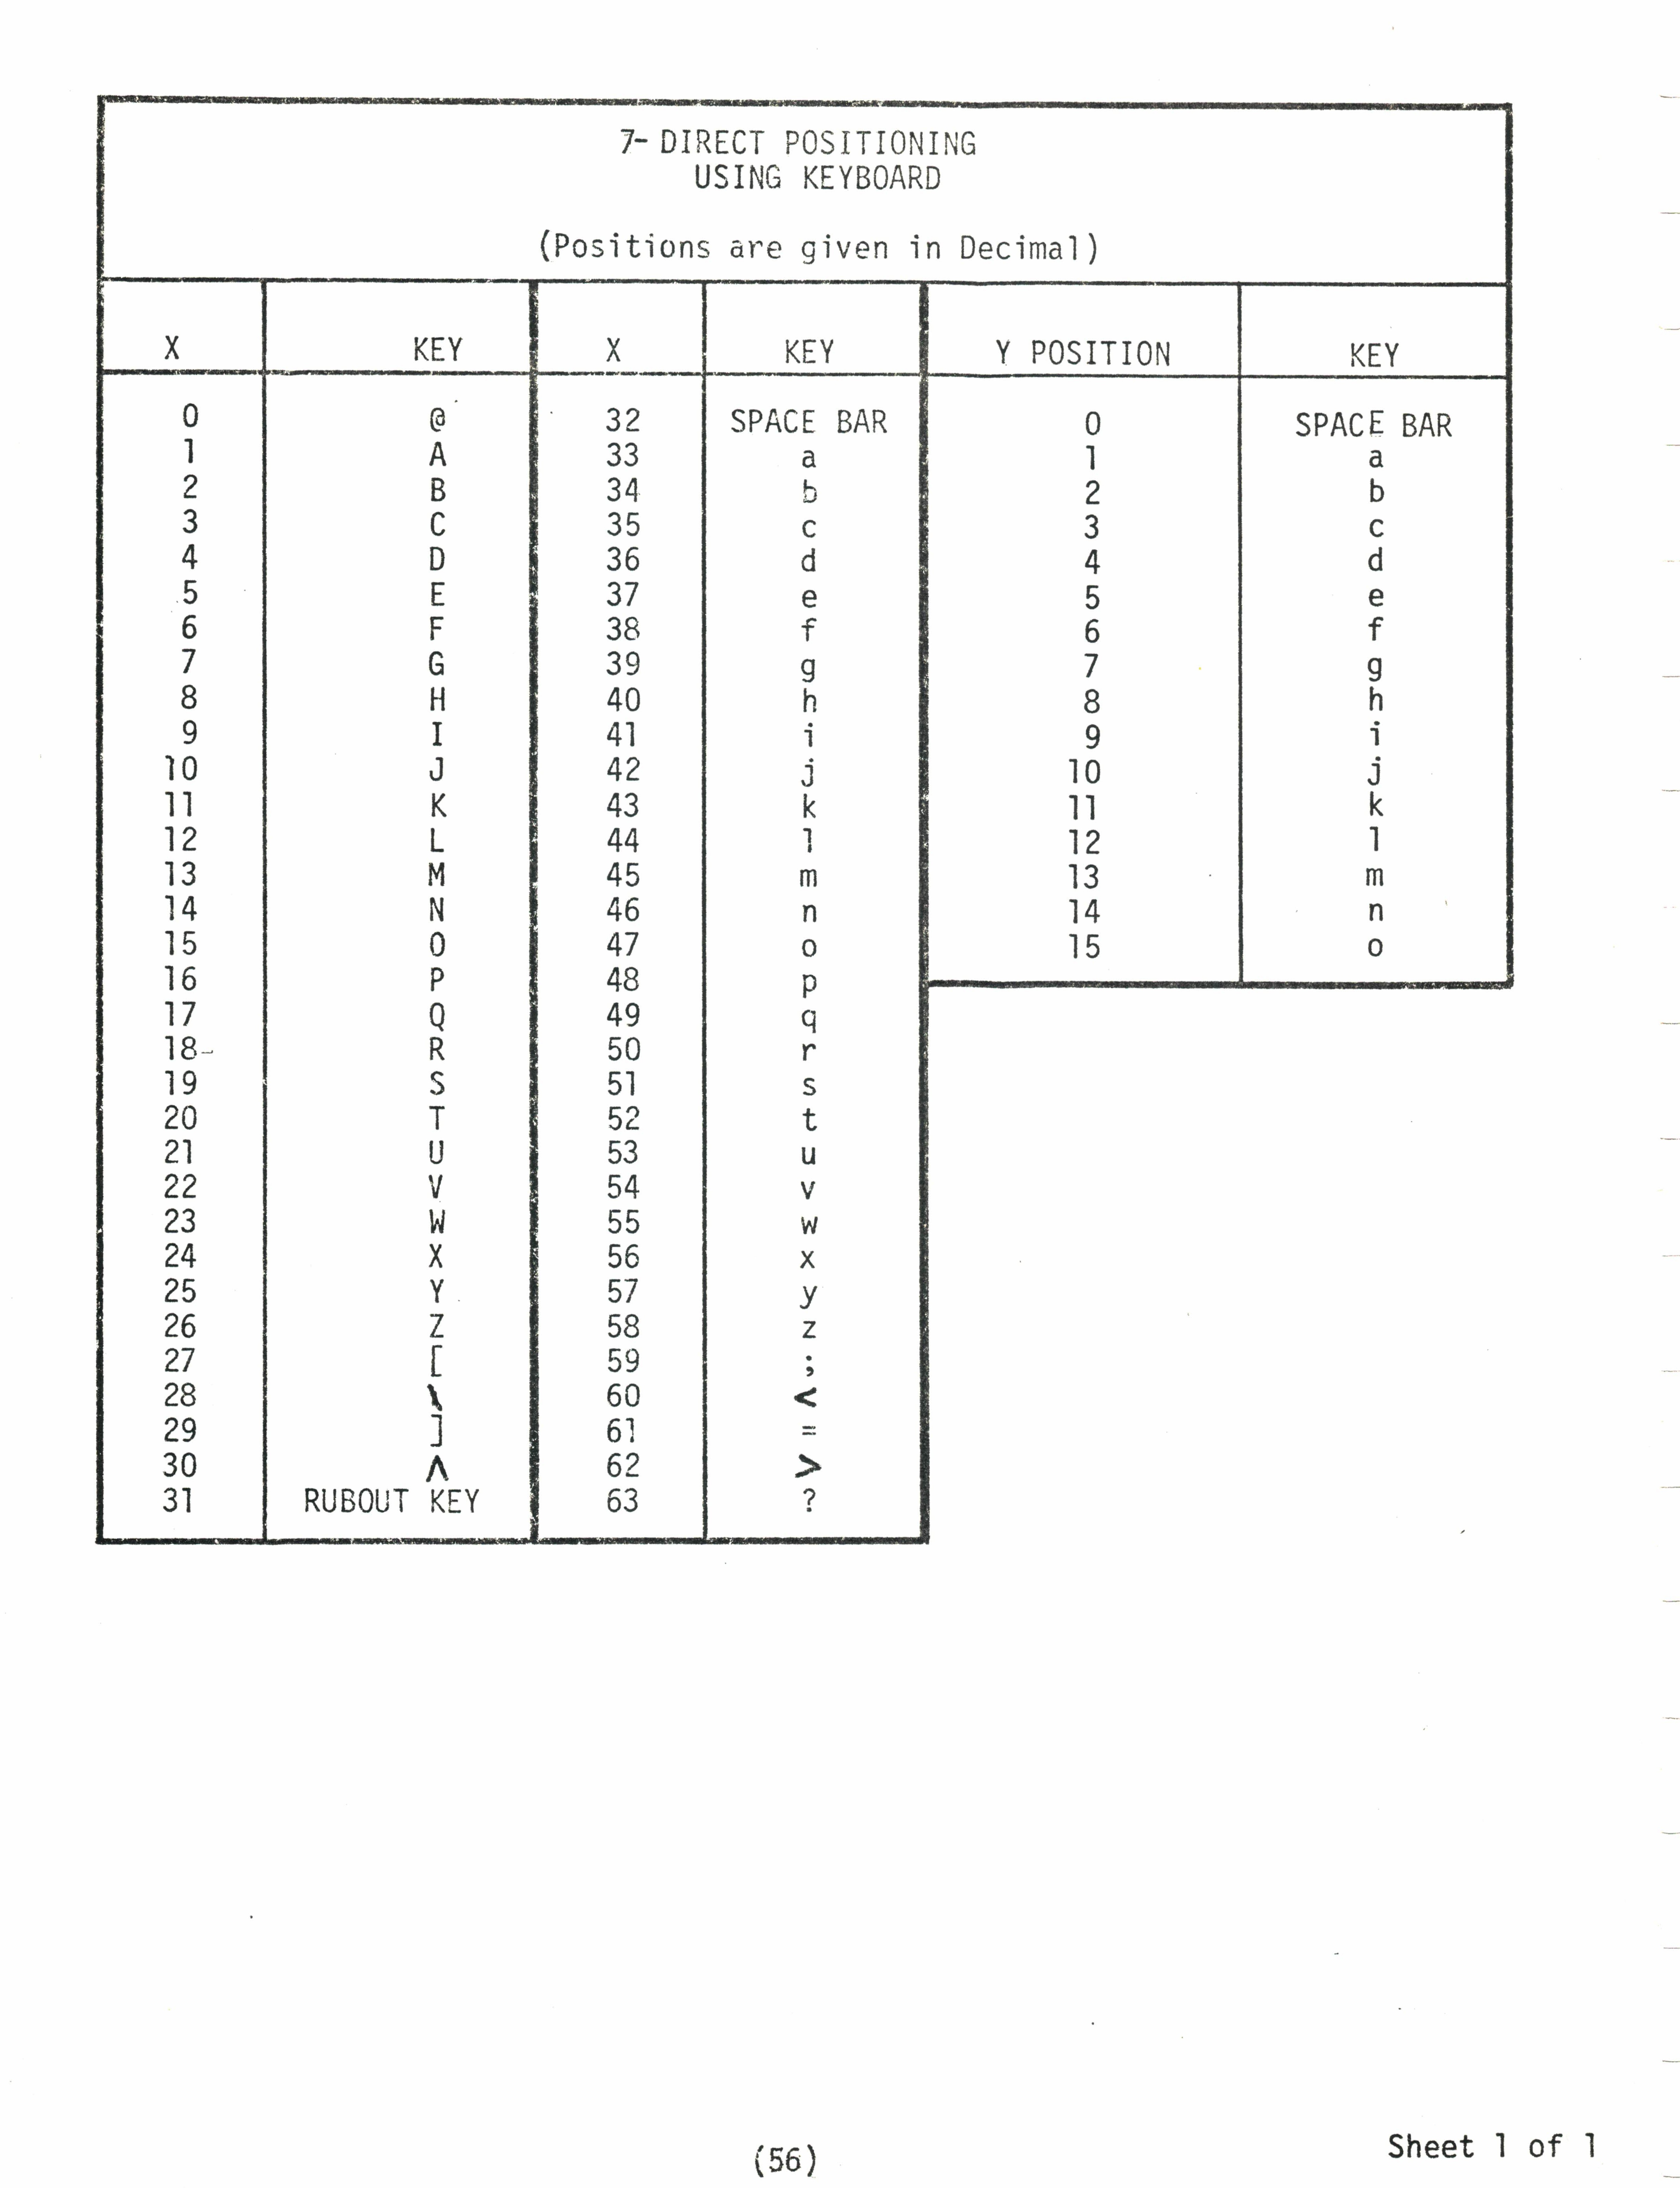 7- DIRECT POSITIONING
USING KEYBOARD
(Positions are given in Decimal)
X KEY X KEY Y POSITION KEY
0 @ 32 SPACE BAR 0 SPACE BAR
1 A 33 a 1 a
2 B 34 b 2 b
3 C 35 c 3 c
4 D 36 d 4 d
5 E 37 e 5 e
6 F 38 f 6 f
7 G 39 g 7 g
8 H 40 h 8 h
9 I 41 i 9 i
10 J 42 j 10 j
11 K 43 k 11 k
12 L 44 l 12 l
13 M 45 m 13 m
14 N 46 n 14 n
15 O 47 o 15 o
16 P 48 p
17 Q 49 q
18 R 50 r
19 S 51 s
20 T 52 t
21 U 53 u
22 V 54 v
23 W 55 w
24 X 56 x
25 Y 57 y
26 Z 58 z
27 [ 59 ;
28 \ 60 <
29 ] 61 =
30 ^ 62 >
31 RUBOUT KEY 63 ?
(56)
Sheet 1 of 1